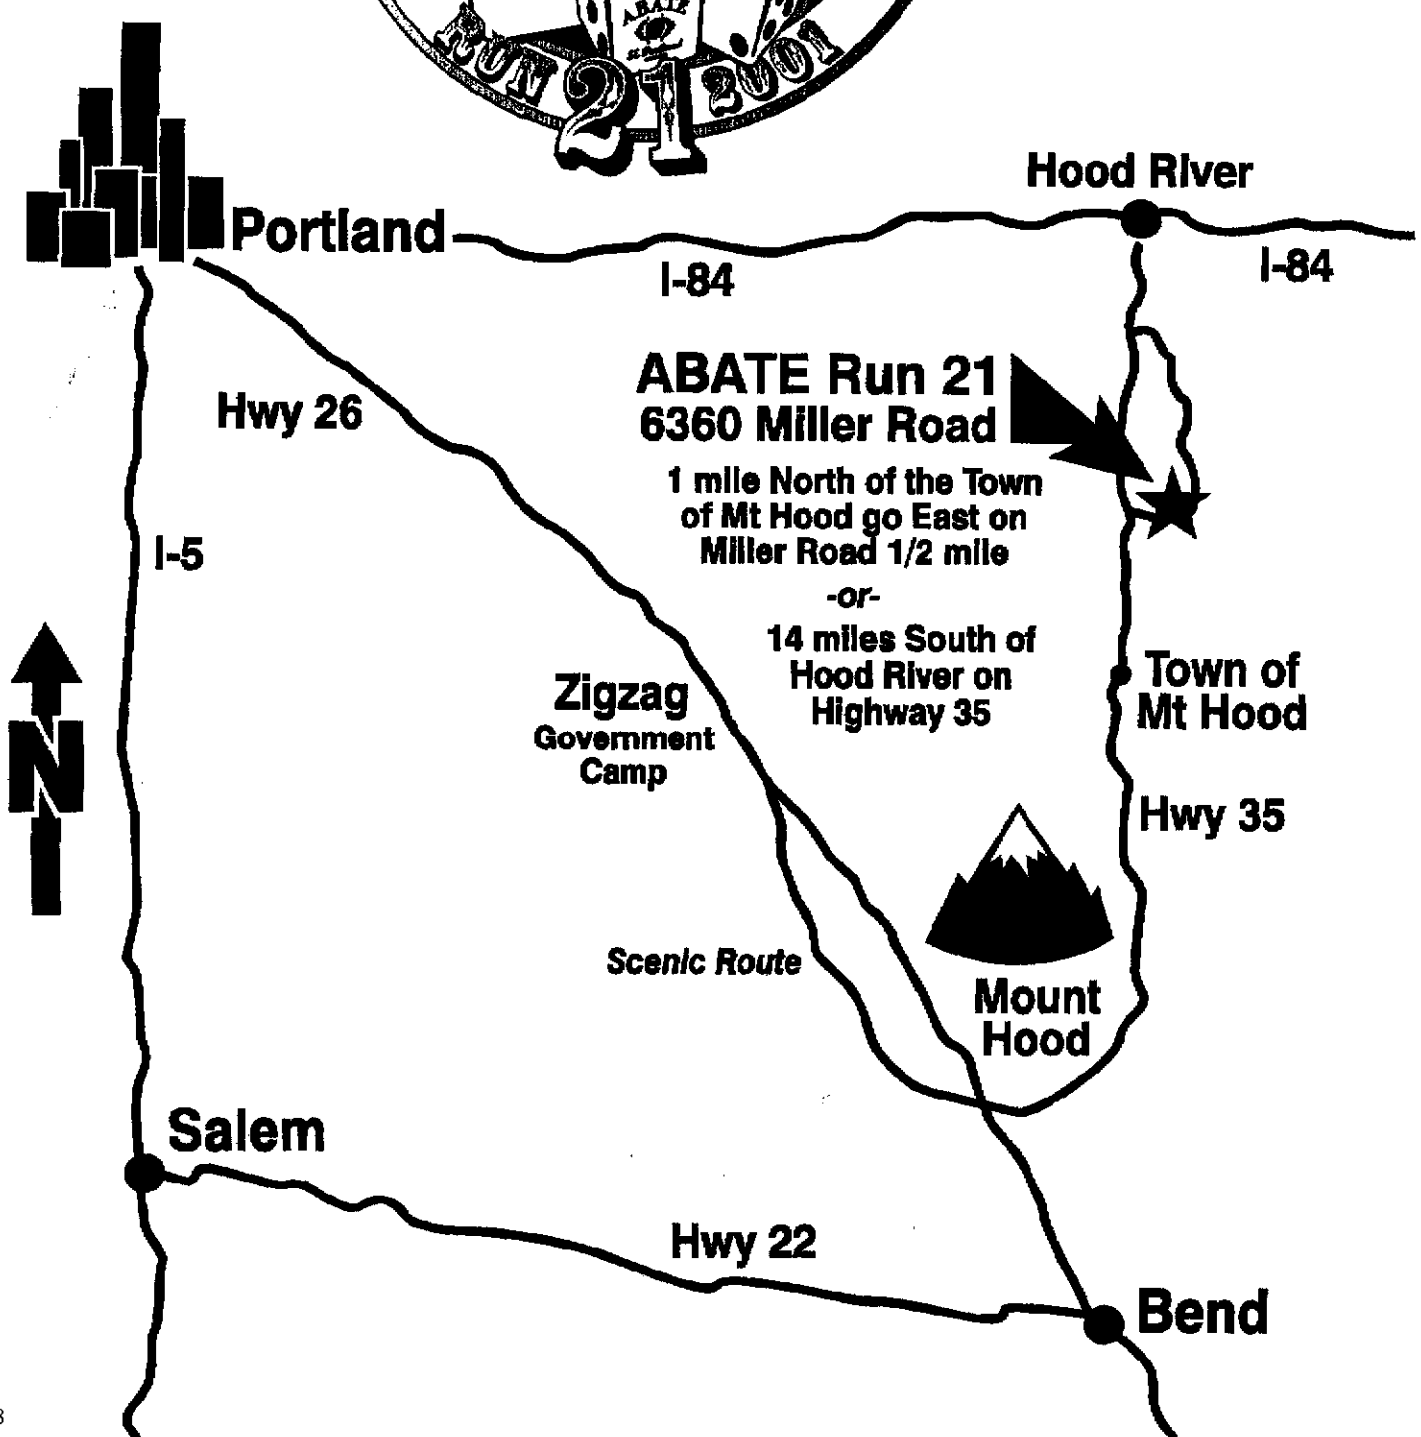 ABATE
RUN 21 2001
Hood River
Portland
I-84
I-84
Hwy 26
ABATE Run 21
6360 Miller Road
1 mile North of the Town
of Mt Hood go East on
Miller Road 1/2 mile
-or-
14 miles South of
Hood River on
Highway 35
I-5
N
Zigzag
Government
Camp
Town of
Mt Hood
Hwy 35
Scenic Route
Mount
Hood
Salem
Hwy 22
Bend